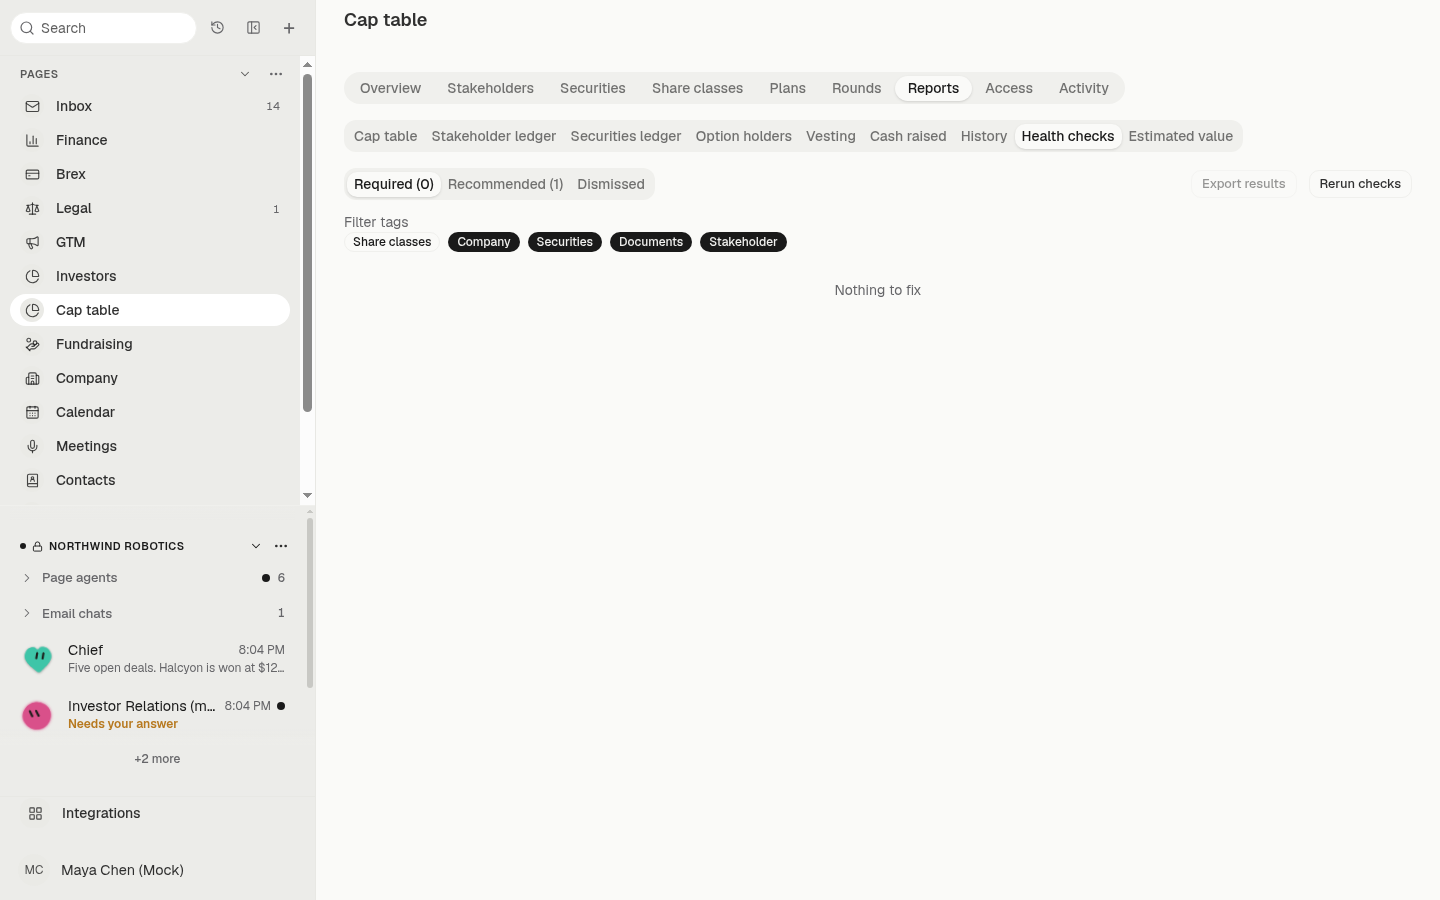 Search
PAGES
Inbox 14
Finance
Brex
Legal 1
GTM
Investors
Cap table
Fundraising
Company
Calendar
Meetings
Contacts
NORTHWIND ROBOTICS
Page agents 6
Email chats 1
Chief 8:04 PM
Five open deals. Halcyon is won at $12…
Investor Relations (m… 8:04 PM
Needs your answer
+2 more
Integrations
MC Maya Chen (Mock)
Cap table
Overview Stakeholders Securities Share classes Plans Rounds Reports Access Activity
Cap table Stakeholder ledger Securities ledger Option holders Vesting Cash raised History Health checks Estimated value
Required (0) Recommended (1) Dismissed Export results Rerun checks
Filter tags
Share classes Company Securities Documents Stakeholder
Nothing to fix